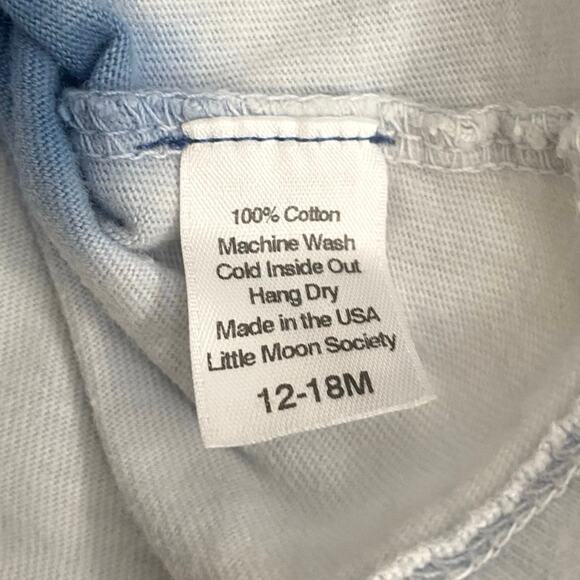 100% Cotton
Machine Wash
Cold Inside Out
Hang Dry
Made in the USA
Little Moon Society
12-18M